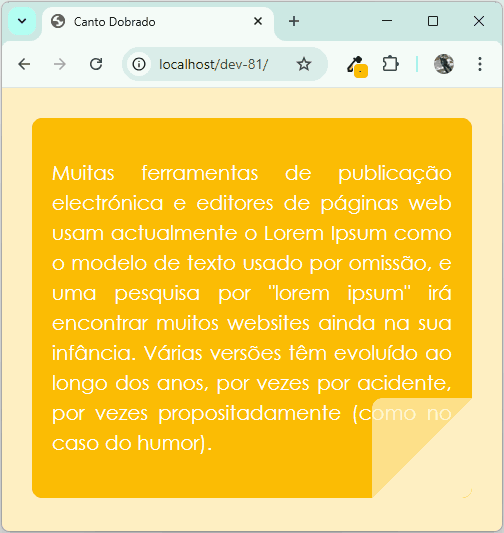 Canto Dobrado
localhost/dev-81/
Muitas ferramentas de publicação
electrónica e editores de páginas web
usam actualmente o Lorem Ipsum como
o modelo de texto usado por omissão, e
uma pesquisa por "lorem ipsum" irá
encontrar muitos websites ainda na sua
infância. Várias versões têm evoluído ao
longo dos anos, por vezes por acidente,
por vezes propositadamente (como no
caso do humor).